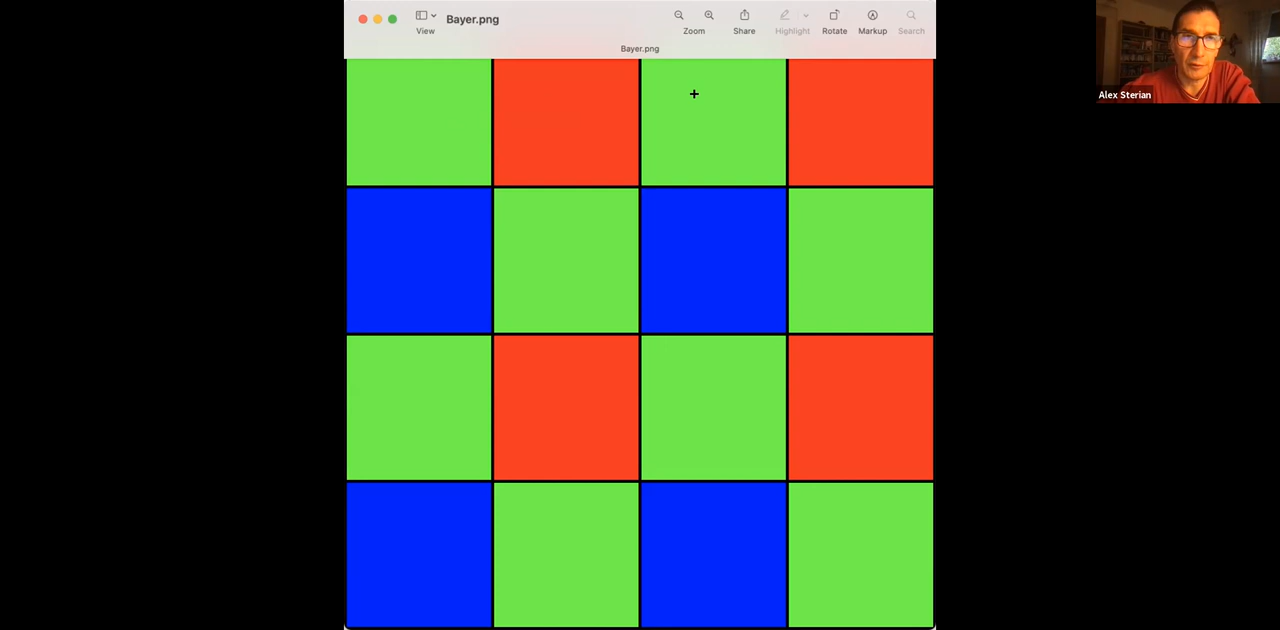 Bayer.png
View
Zoom
Share
Highlight
Rotate
Markup
Search
Bayer.png
Alex Sterian